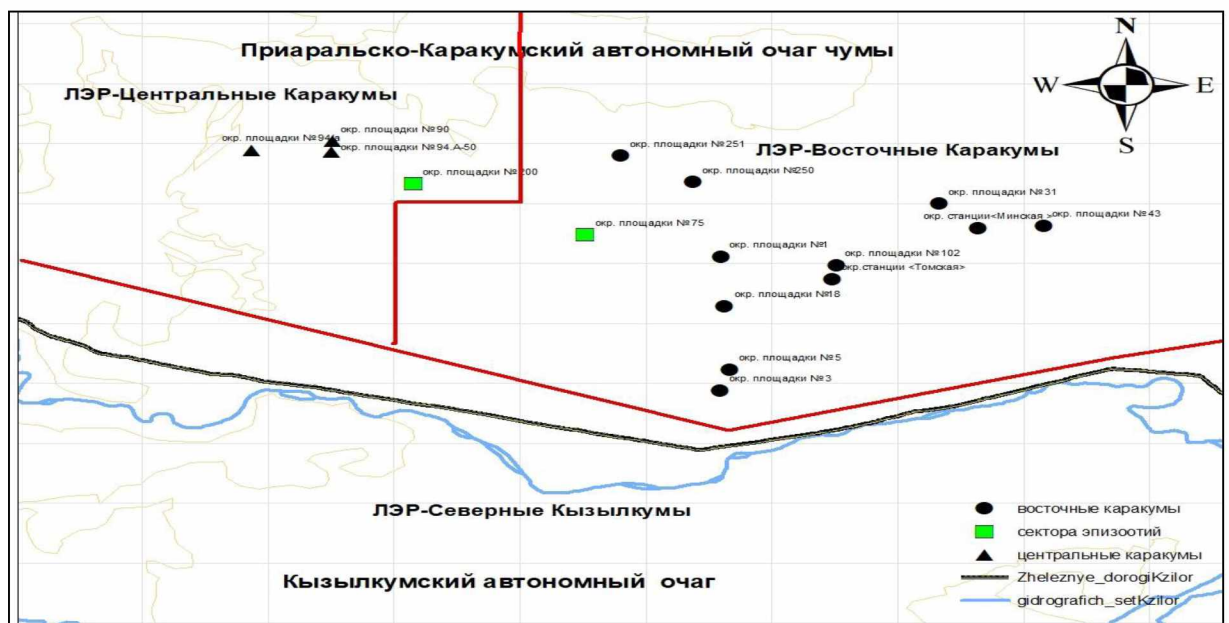 N
Приаральско-Каракумский автономный очаг чумы
W
E
ЛЭР-Центральные Каракумы
окр. площадки №90
окр. площадки №94/а
окр. площадки №94.А-50
окр. площадки №251
ЛЭР-Восточные Каракумы
S
окр. площадки №200
окр. площадки №250
окр. площадки №31
окр. станции<Минская >
окр. площадки №43
окр. площадки №75
окр. площадки №1
окр. площадки №102
окр.станции <Томская>
окр. площадки №18
окр. площадки №5
окр. площадки №3
ЛЭР-Северные Кызылкумы
восточные каракумы
сектора эпизоотий
центральные каракумы
Кызылкумский автономный очаг
Zheleznye_dorogiKzilor
gidrografich_setKzilor